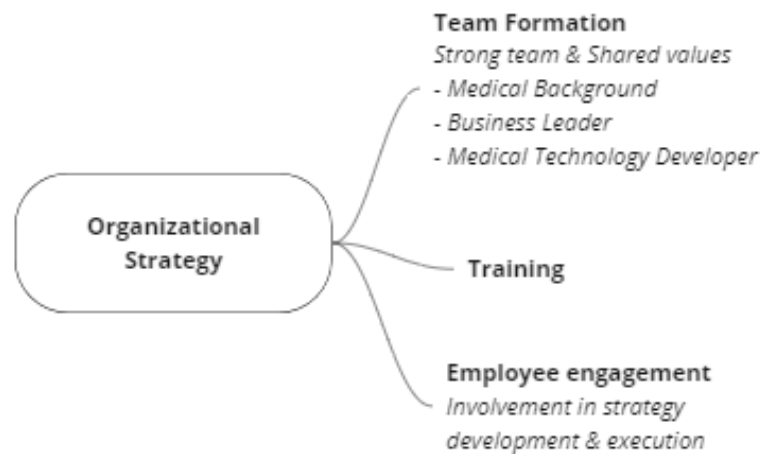 Team Formation
Strong team & Shared values
- Medical Background
- Business Leader
- Medical Technology Developer
Organizational
Strategy
Training
Employee engagement
Involvement in strategy
development & execution